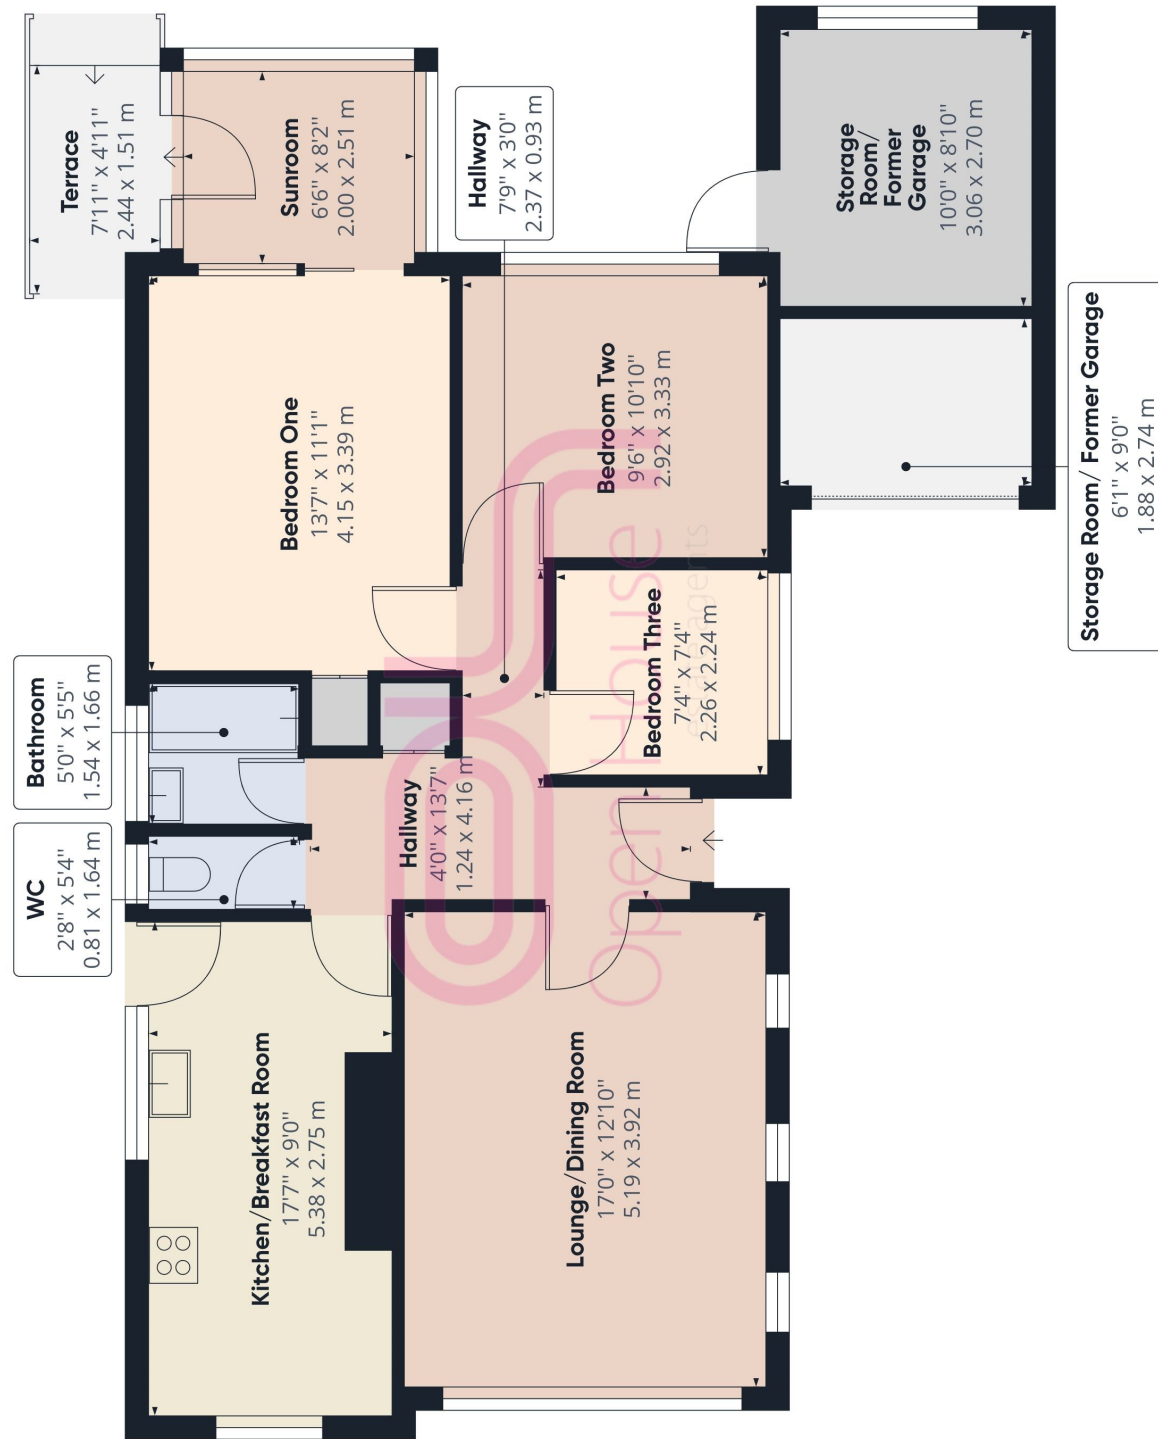 Terrace
7'11" x 4'11"
2.44 x 1.51 m
Sunroom
6'6" x 8'2"
2.00 x 2.51 m
Hallway
7'9" x 3'0"
2.37 x 0.93 m
Storage
Room/
Former
Garage
10'0" x 8'10"
3.06 x 2.70 m
Bedroom One
13'7" x 11'1"
4.15 x 3.39 m
Bedroom Two
9'6" x 10'10"
2.92 x 3.33 m
Storage Room/ Former Garage
6'1" x 9'0"
1.88 x 2.74 m
Bathroom
5'0" x 5'5"
1.54 x 1.66 m
Bedroom Three
7'4" x 7'4"
2.26 x 2.24 m
WC
2'8" x 5'4"
0.81 x 1.64 m
Hallway
4'0" x 13'7"
1.24 x 4.16 m
Kitchen/Breakfast Room
17'7" x 9'0"
5.38 x 2.75 m
Lounge/Dining Room
17'0" x 12'10"
5.19 x 3.92 m
Open House
estate agents